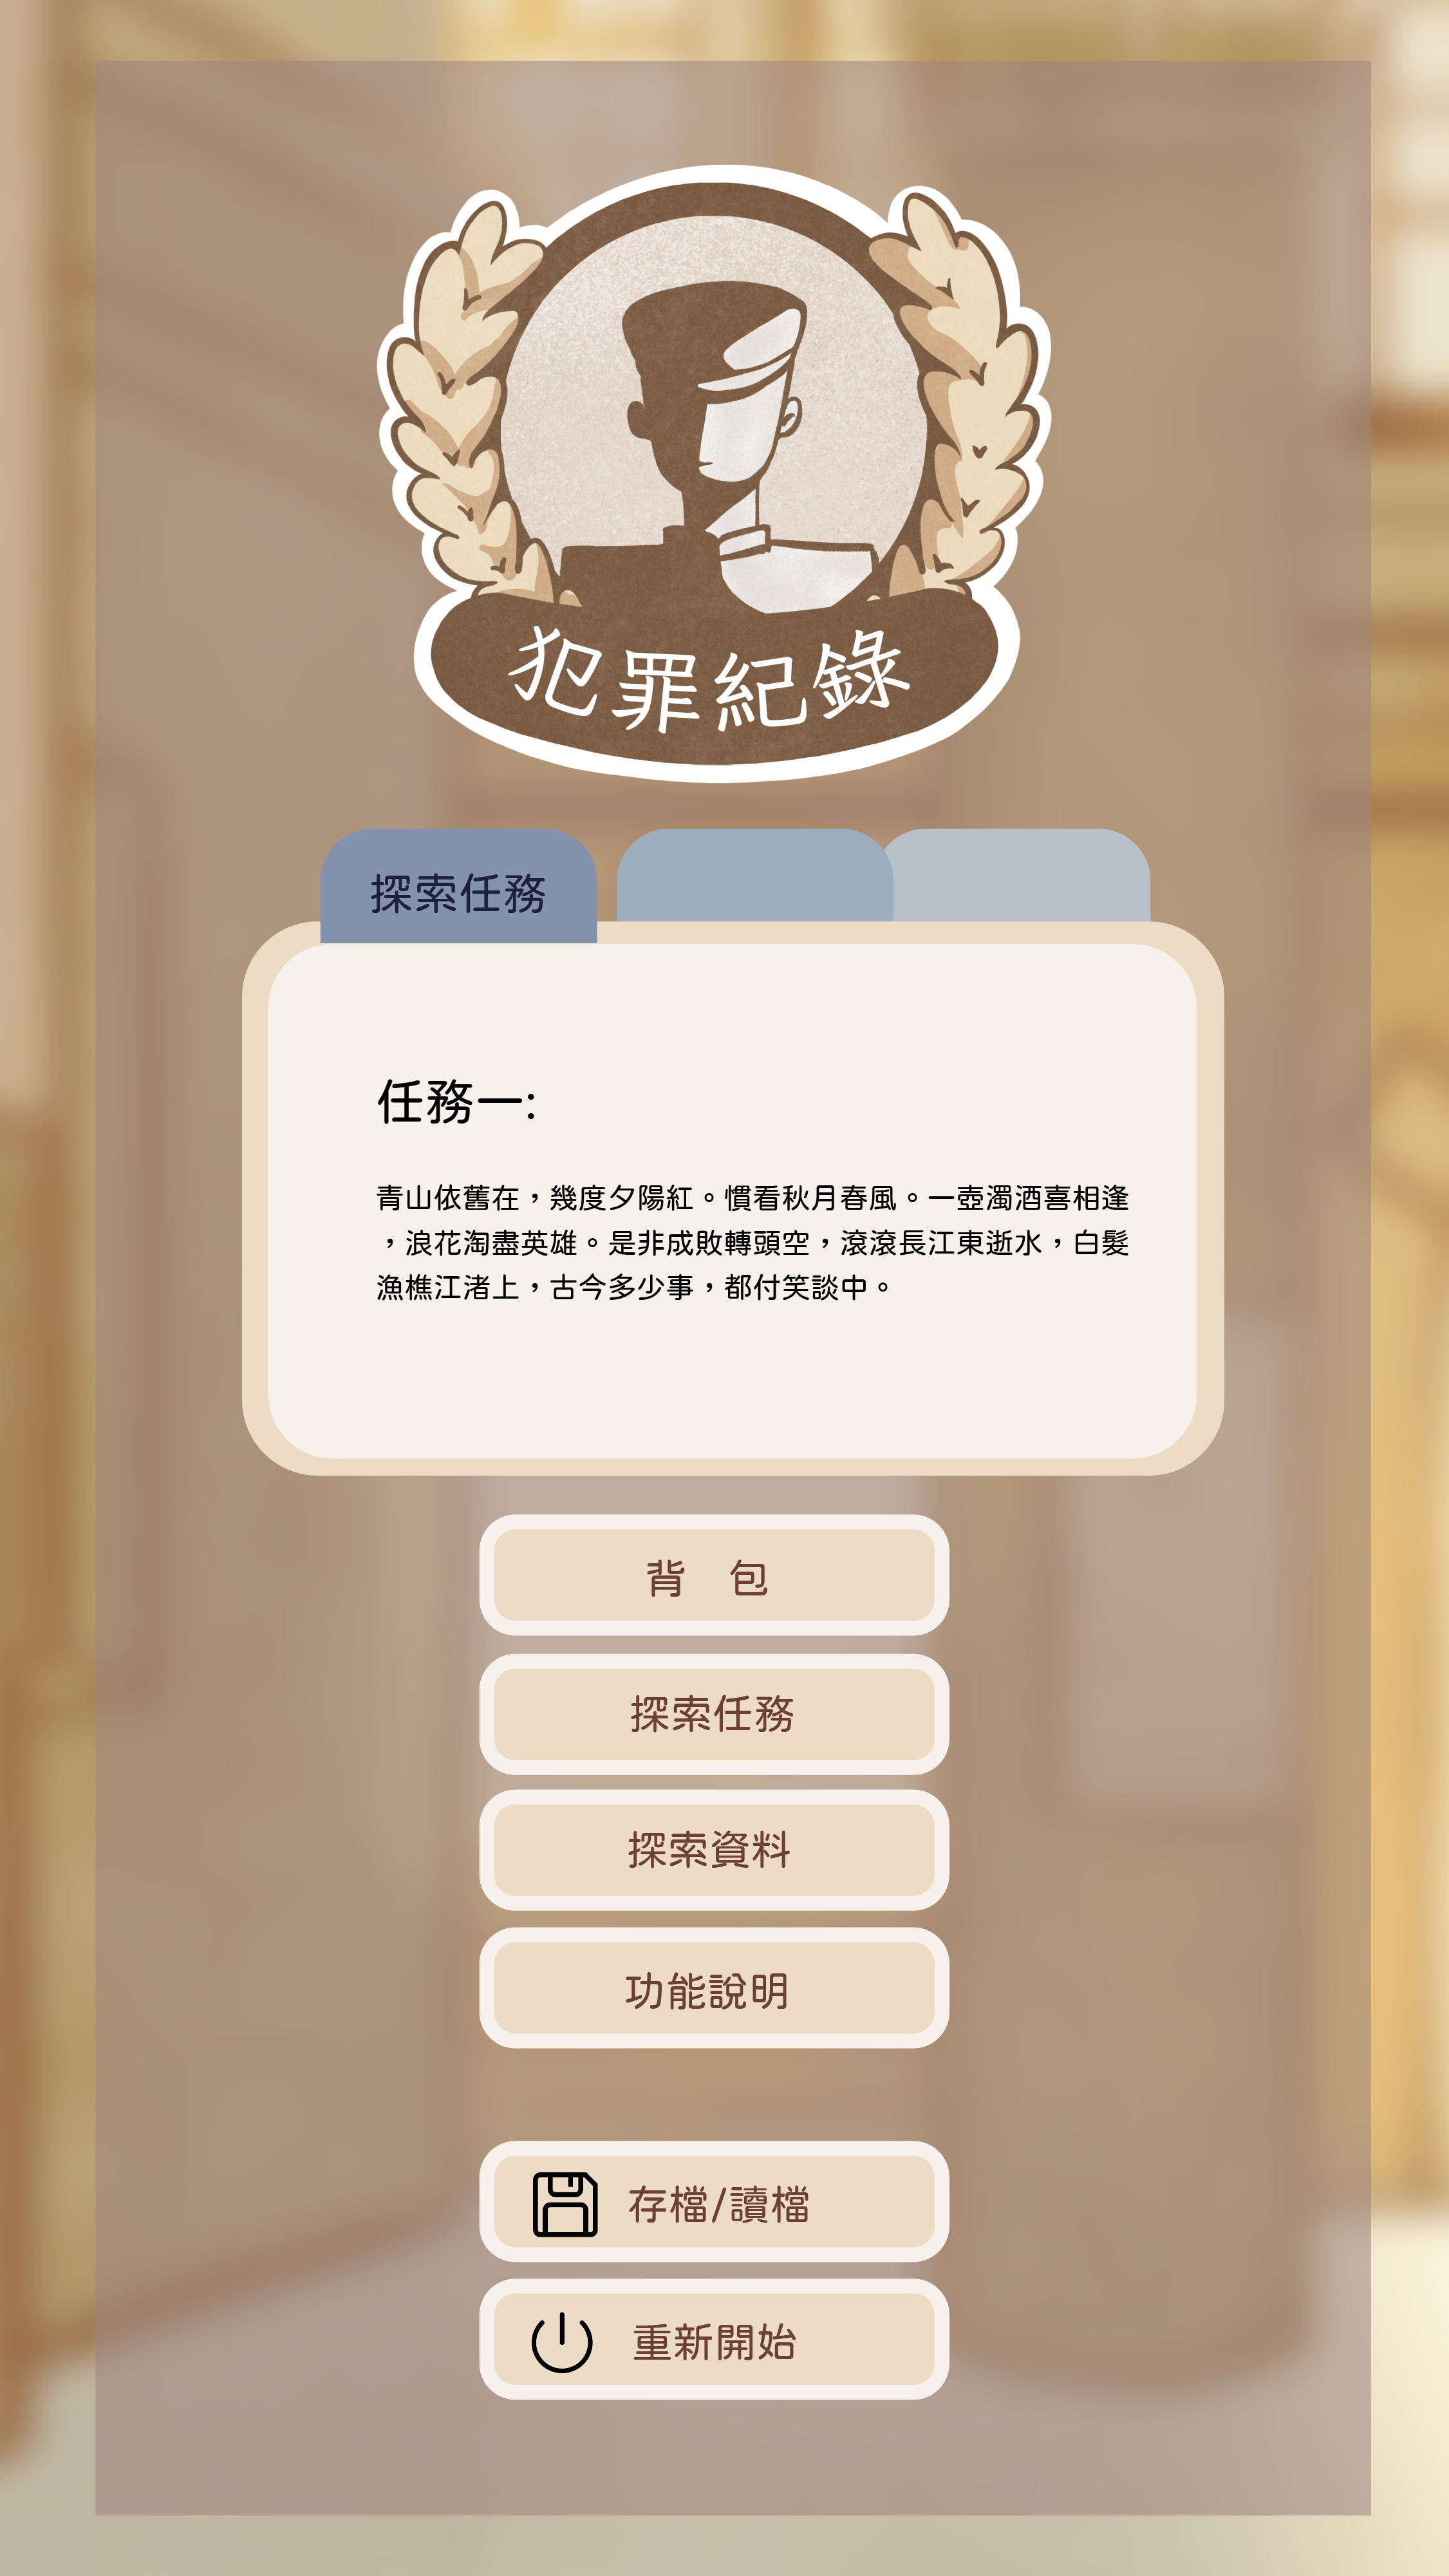 犯罪紀錄
探索任務
任務一:
青山依舊在，幾度夕陽紅。慣看秋月春風。一壺濁酒喜相逢
，浪花淘盡英雄。是非成敗轉頭空，滾滾長江東逝水，白髮
漁樵江渚上，古今多少事，都付笑談中。
背　包
探索任務
探索資料
功能說明
存檔/讀檔
重新開始